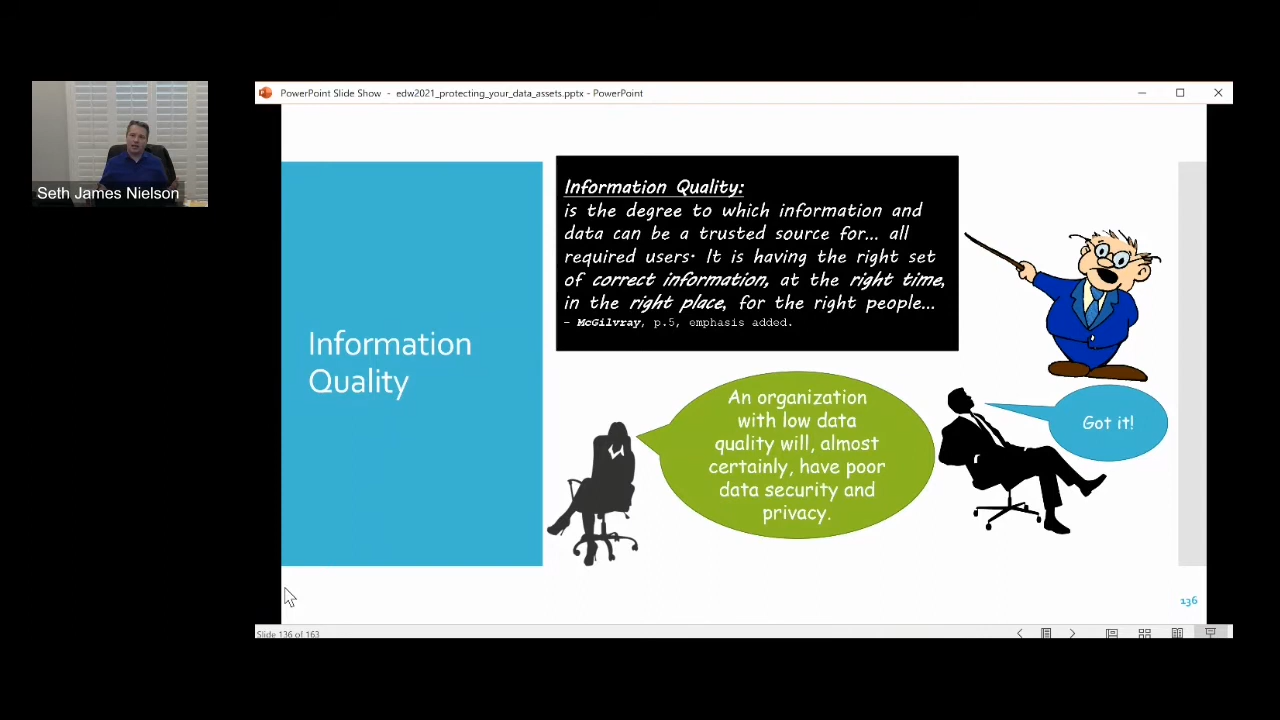 PowerPoint Slide Show - edw2021_protecting_your_data_assets.pptx - PowerPoint
Seth James Nielson
Information
Quality
Information Quality:
is the degree to which information and
data can be a trusted source for... all
required users. It is having the right set
of correct information, at the right time,
in the right place, for the right people...
- McGilvray, p.5, emphasis added.
An organization
with low data
quality will, almost
certainly, have poor
data security and
privacy.
Got it!
136
Slide 136 of 163